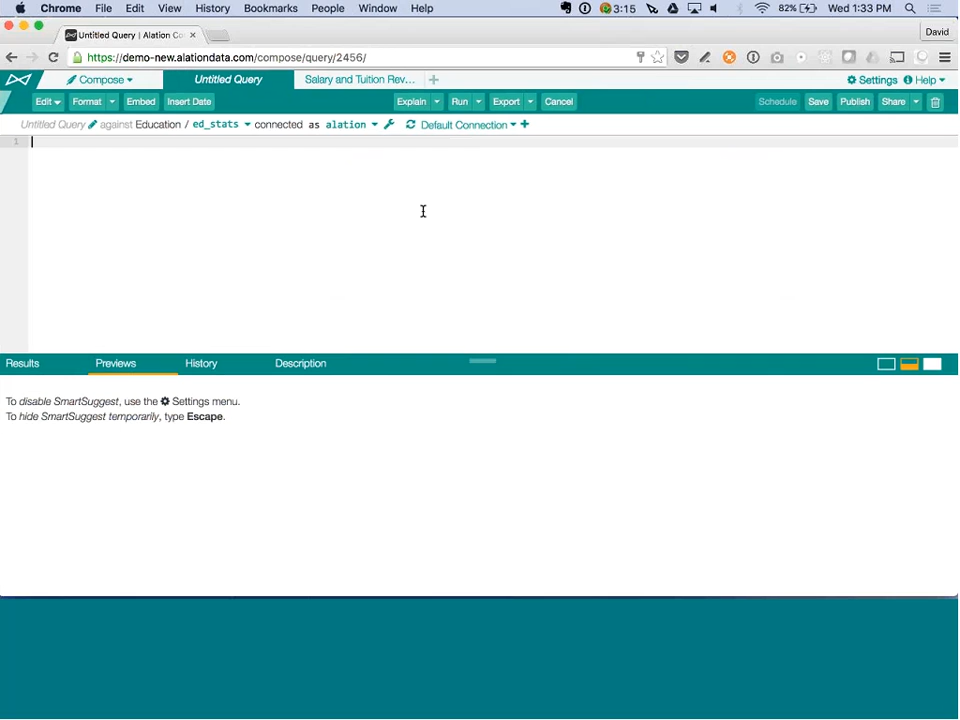 Chrome File Edit View History Bookmarks People Window Help 3:15 82% Wed 1:33 PM
Untitled Query | Alation Co David
https://demo-new.alationdata.com/compose/query/2456/
Compose Untitled Query Salary and Tuition Rev... Settings Help
Edit Format Embed Insert Date Explain Run Export Cancel Schedule Save Publish Share
Untitled Query against Education / ed_stats connected as alation Default Connection
1
Results Previews History Description
To disable SmartSuggest, use the Settings menu.
To hide SmartSuggest temporarily, type Escape.